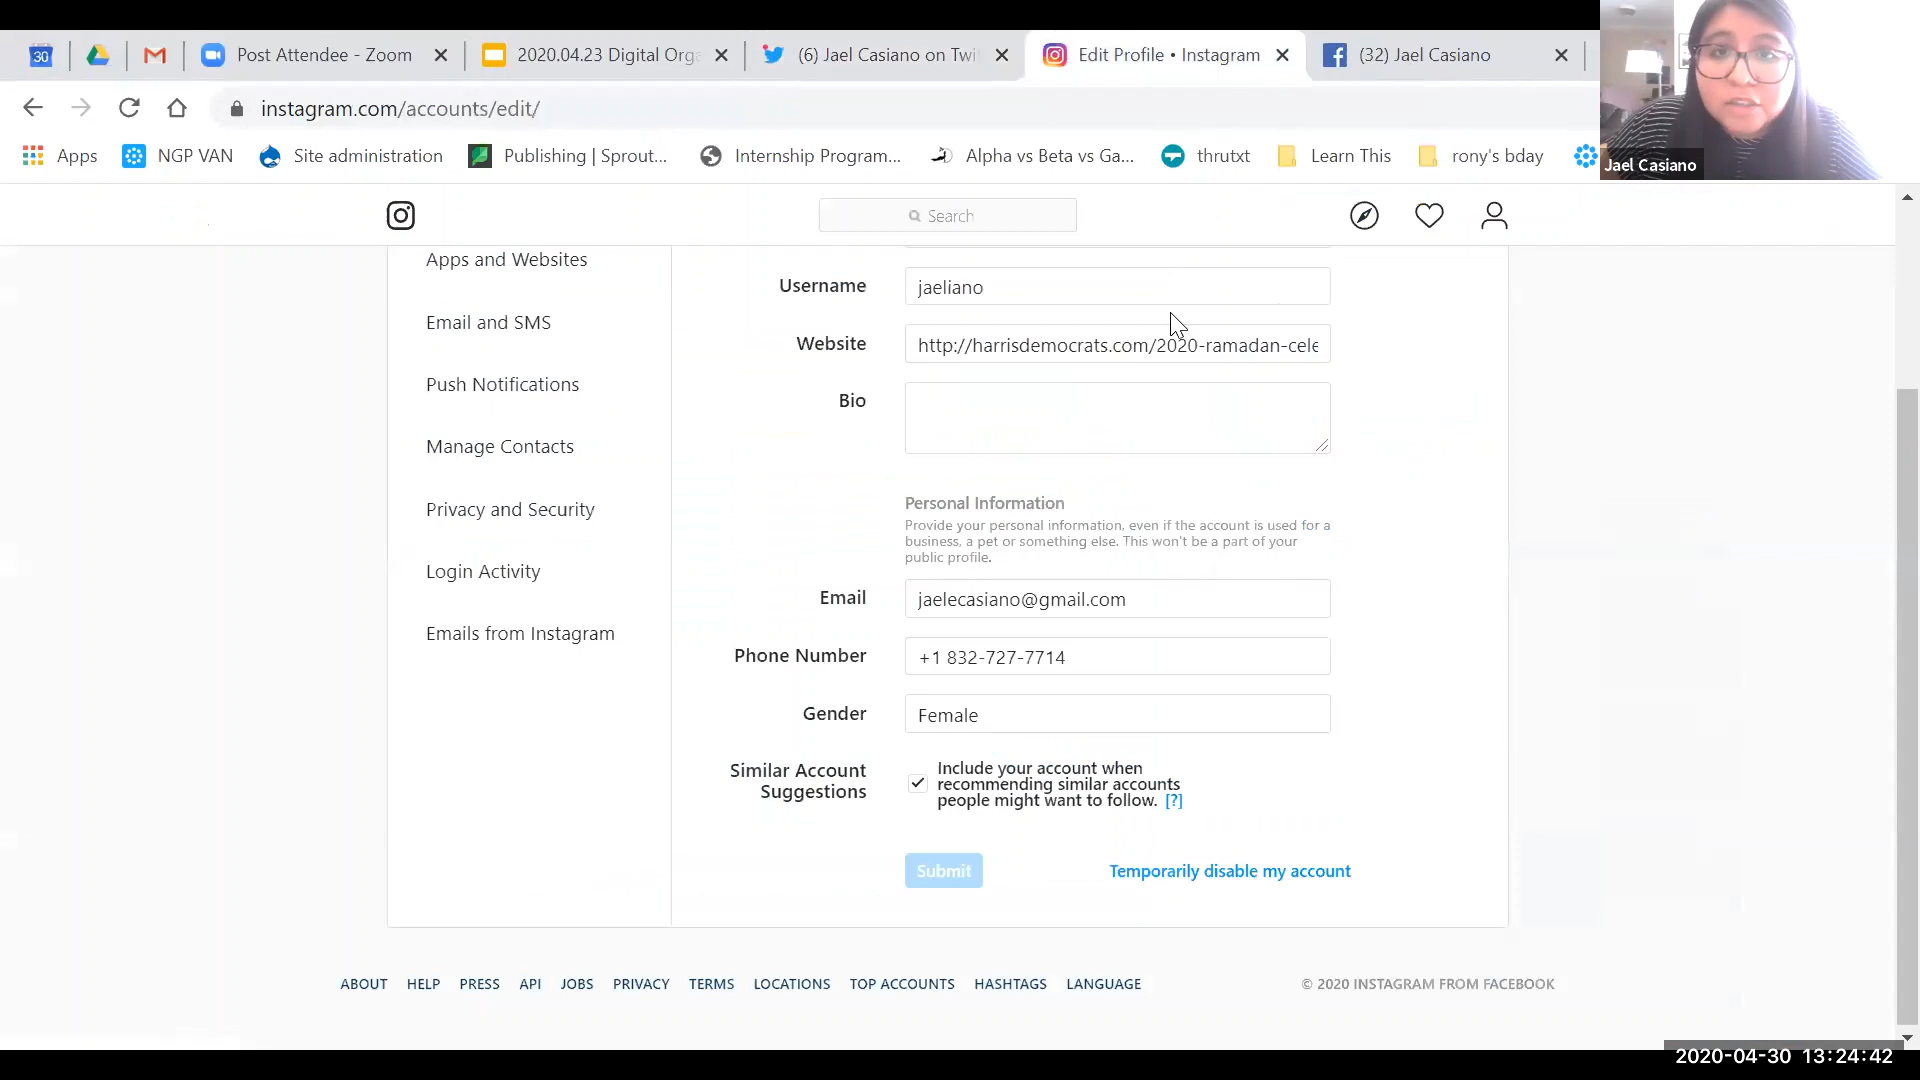 30
Post Attendee - Zoom
2020.04.23 Digital Orga
(6) Jael Casiano on Twi
Edit Profile • Instagram
(32) Jael Casiano
instagram.com/accounts/edit/
Apps
NGP VAN
Site administration
Publishing | Sprout...
Internship Program...
Alpha vs Beta vs Ga...
thrutxt
Learn This
rony's bday
Jael Casiano
Search
Apps and Websites
Email and SMS
Push Notifications
Manage Contacts
Privacy and Security
Login Activity
Emails from Instagram
Username
jaeliano
Website
http://harrisdemocrats.com/2020-ramadan-cele
Bio
Personal Information
Provide your personal information, even if the account is used for a
business, a pet or something else. This won't be a part of your
public profile.
Email
jaelecasiano@gmail.com
Phone Number
+1 832-727-7714
Gender
Female
Similar Account
Suggestions
Include your account when
recommending similar accounts
people might want to follow. [?]
Submit
Temporarily disable my account
ABOUT HELP PRESS API JOBS PRIVACY TERMS LOCATIONS TOP ACCOUNTS HASHTAGS LANGUAGE
© 2020 INSTAGRAM FROM FACEBOOK
2020-04-30 13:24:42